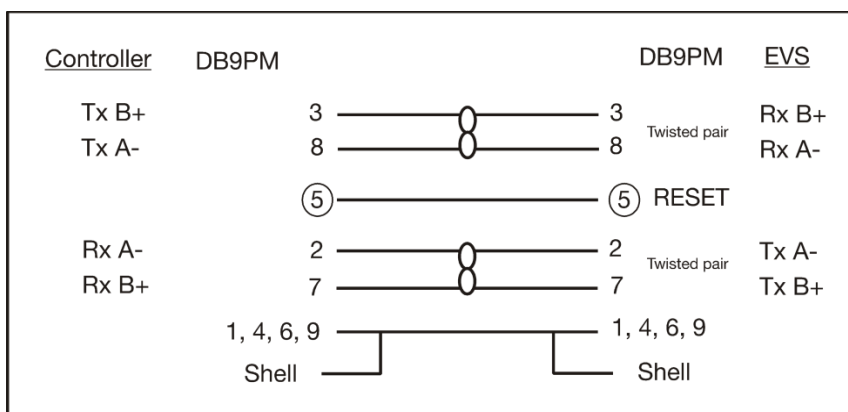 Controller DB9PM DB9PM EVS
Tx B+ 3 3 Twisted pair Rx B+
Tx A- 8 8 Rx A-
5 5 RESET
Rx A- 2 2 Twisted pair Tx A-
Rx B+ 7 7 Tx B+
1, 4, 6, 9 1, 4, 6, 9
Shell Shell